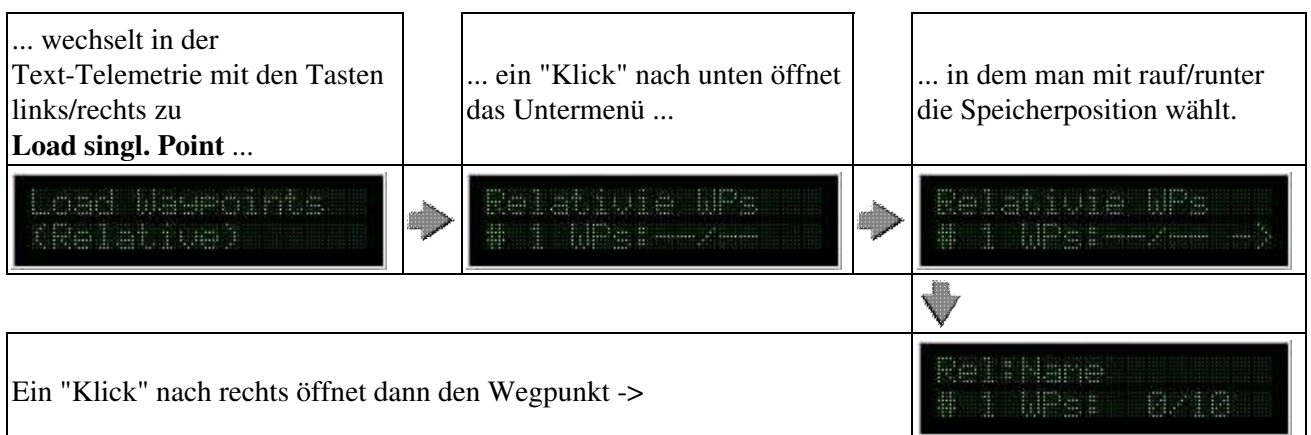 ... wechselt in der
Text-Telemetrie mit den Tasten
links/rechts zu
Load singl. Point ...
... ein "Klick" nach unten öffnet
das Untermenü ...
... in dem man mit rauf/runter
die Speicherposition wählt.
Load Waypoints
(Relative)
Relativie WPs
# 1 WPs:--/--
Relativie WPs
# 1 WPs:--/-- ->
Ein "Klick" nach rechts öffnet dann den Wegpunkt ->
Rel:Name
# 1 WPs: 0/10